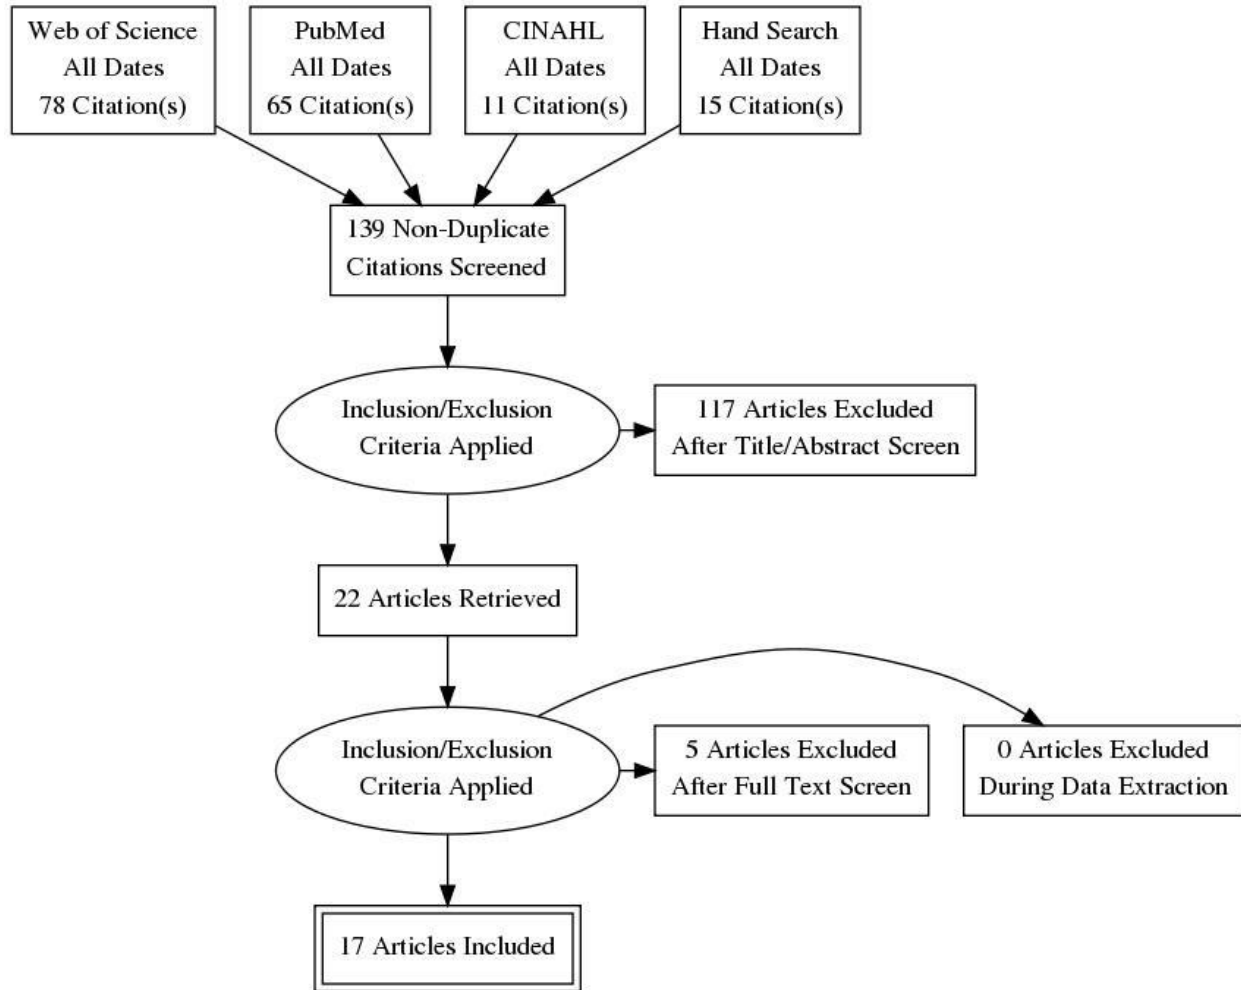 Web of Science
All Dates
78 Citation(s)
PubMed
All Dates
65 Citation(s)
CINAHL
All Dates
11 Citation(s)
Hand Search
All Dates
15 Citation(s)
139 Non-Duplicate
Citations Screened
Inclusion/Exclusion
Criteria Applied
117 Articles Excluded
After Title/Abstract Screen
22 Articles Retrieved
Inclusion/Exclusion
Criteria Applied
5 Articles Excluded
After Full Text Screen
0 Articles Excluded
During Data Extraction
17 Articles Included